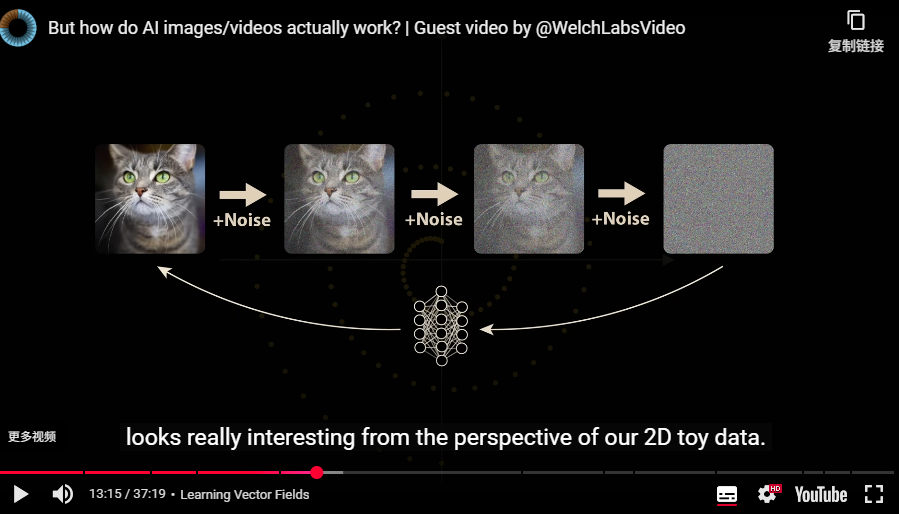 But how do AI images/videos actually work? | Guest video by @WelchLabsVideo
复制链接
+Noise
+Noise
+Noise
更多视频
looks really interesting from the perspective of our 2D toy data.
13:15 / 37:19 • Learning Vector Fields
HD
YouTube